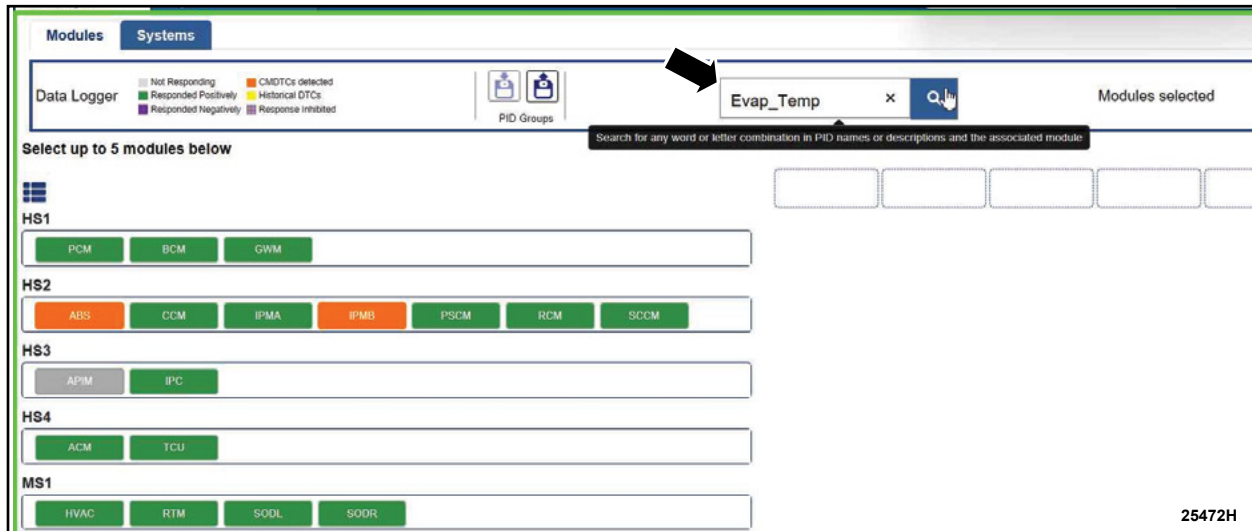 Modules Systems
Data Logger
Not Responding CMDTCs detected
Responded Positively Historical DTCs
Responded Negatively Response Inhibited
PID Groups
Evap_Temp ×
Modules selected
Search for any word or letter combination in PID names or descriptions and the associated module
Select up to 5 modules below
HS1
PCM BCM GWM
HS2
ABS CCM IPMA IPMB PSCM RCM SCCM
HS3
APIM IPC
HS4
ACM TCU
MS1
HVAC RTM SODL SODR
25472H